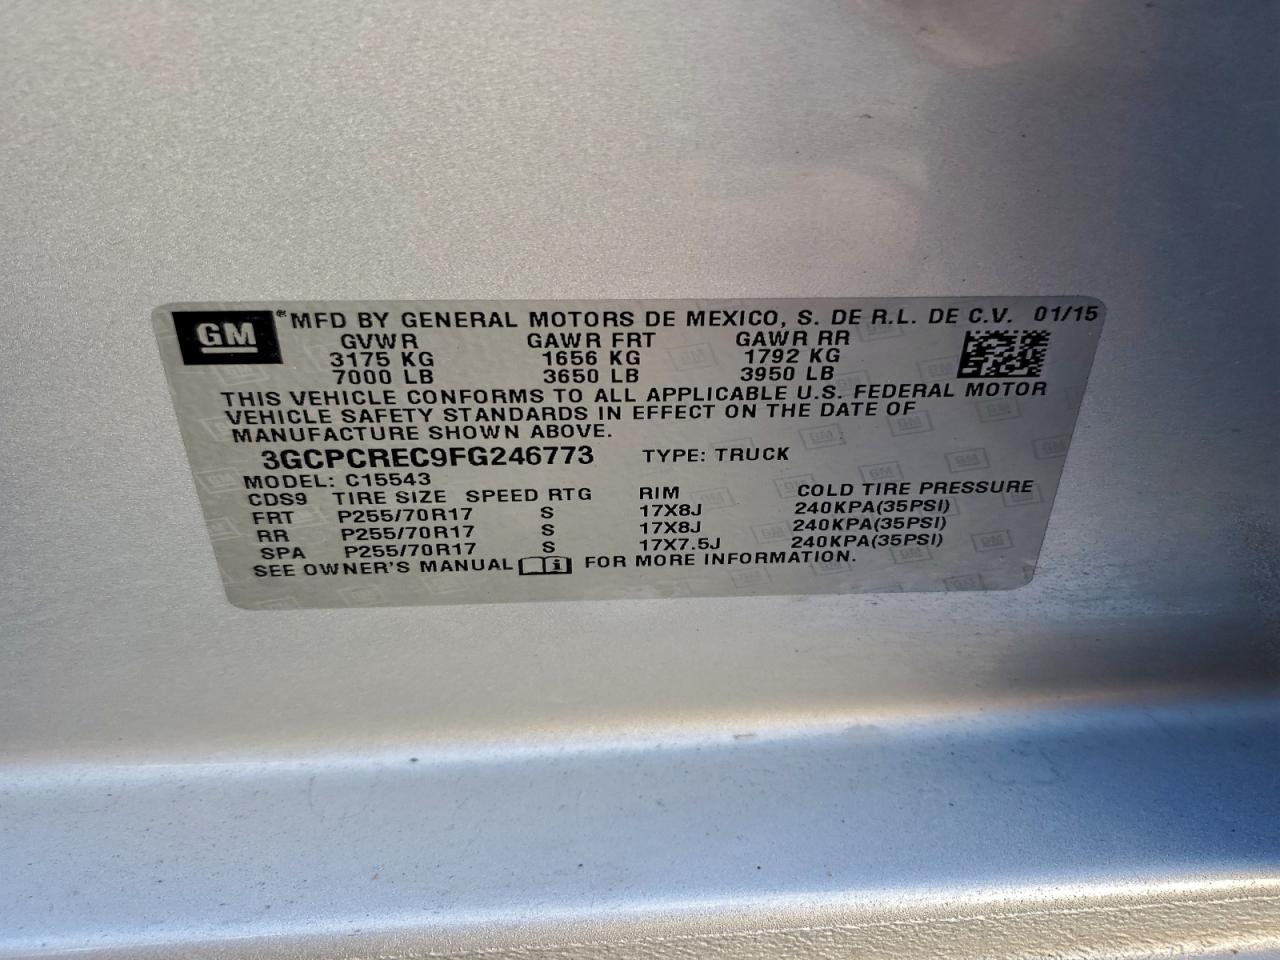 GM ® MFD BY GENERAL MOTORS DE MEXICO, S. DE R.L. DE C.V. 01/15
GVWR GAWR FRT GAWR RR
3175 KG 1656 KG 1792 KG
7000 LB 3650 LB 3950 LB
THIS VEHICLE CONFORMS TO ALL APPLICABLE U.S. FEDERAL MOTOR
VEHICLE SAFETY STANDARDS IN EFFECT ON THE DATE OF
MANUFACTURE SHOWN ABOVE.
3GCPCREC9FG246773 TYPE: TRUCK
MODEL: C15543
CDS9 TIRE SIZE SPEED RTG RIM COLD TIRE PRESSURE
FRT P255/70R17 S 17X8J 240KPA(35PSI)
RR P255/70R17 S 17X8J 240KPA(35PSI)
SPA P255/70R17 S 17X7.5J 240KPA(35PSI)
SEE OWNER'S MANUAL i FOR MORE INFORMATION.